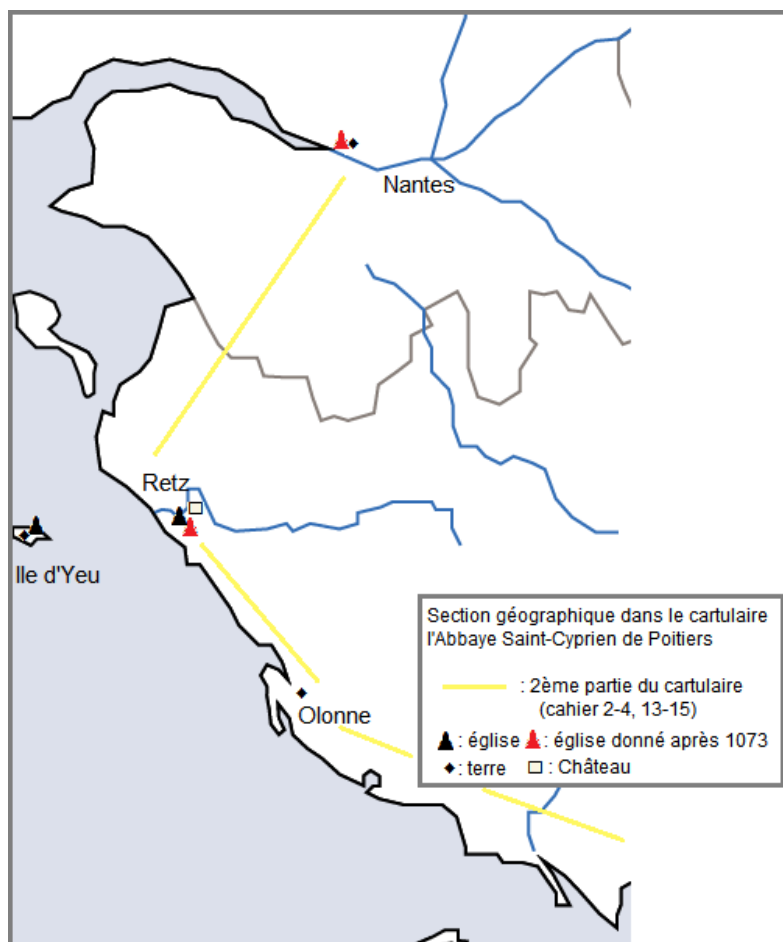 Nantes
Retz
Ile d'Yeu
Olonne
Section géographique dans le cartulaire
l'Abbaye Saint-Cyprien de Poitiers
: 2ème partie du cartulaire
(cahier 2-4, 13-15)
: église : église donné après 1073
: terre : Château